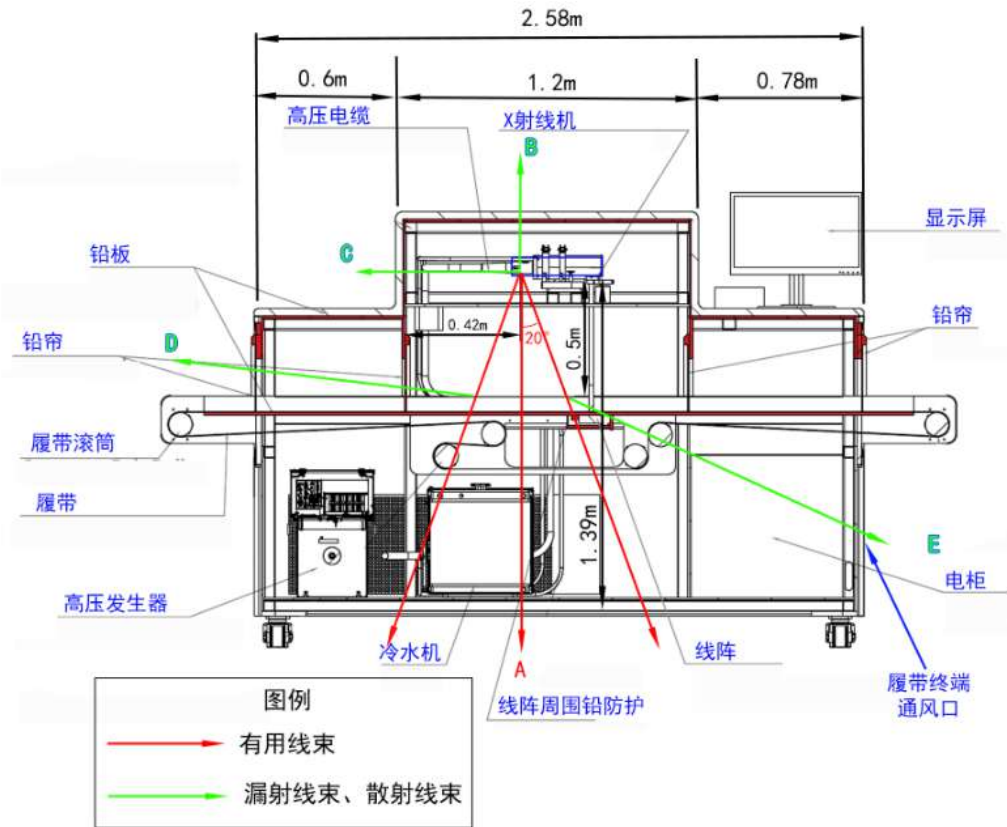 2.58m
0.6m
1.2m
0.78m
高压电缆
X射线机
B
显示屏
铅板
C
铅帘
0.42m
20°
0.5m
铅帘
D
履带滚筒
履带
1.39m
E
电柜
高压发生器
冷水机
A
线阵
线阵周围铅防护
履带终端
通风口
图例
有用线束
漏射线束、散射线束